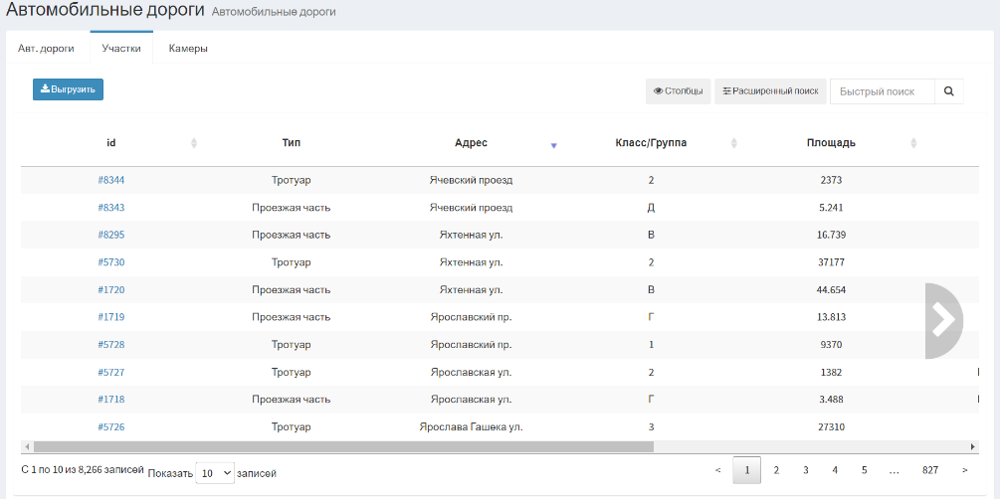 Автомобильные дороги Автомобильные дороги
Авт. дороги Участки Камеры
Выгрузить Столбцы Расширенный поиск Быстрый поиск
id Тип Адрес Класс/Группа Площадь
#8344 Тротуар Ячевский проезд 2 2373
#8343 Проезжая часть Ячевский проезд Д 5.241
#8295 Проезжая часть Яхтенная ул. В 16.739
#5730 Тротуар Яхтенная ул. 2 37177
#1720 Проезжая часть Яхтенная ул. В 44.654
#1719 Проезжая часть Ярославский пр. Г 13.813
#5728 Тротуар Ярославский пр. 1 9370
#5727 Тротуар Ярославская ул. 2 1382
#1718 Проезжая часть Ярославская ул. Г 3.488
#5726 Тротуар Ярослава Гашека ул. 3 27310
С 1 по 10 из 8,266 записей Показать 10 записей < 1 2 3 4 5 ... 827 >